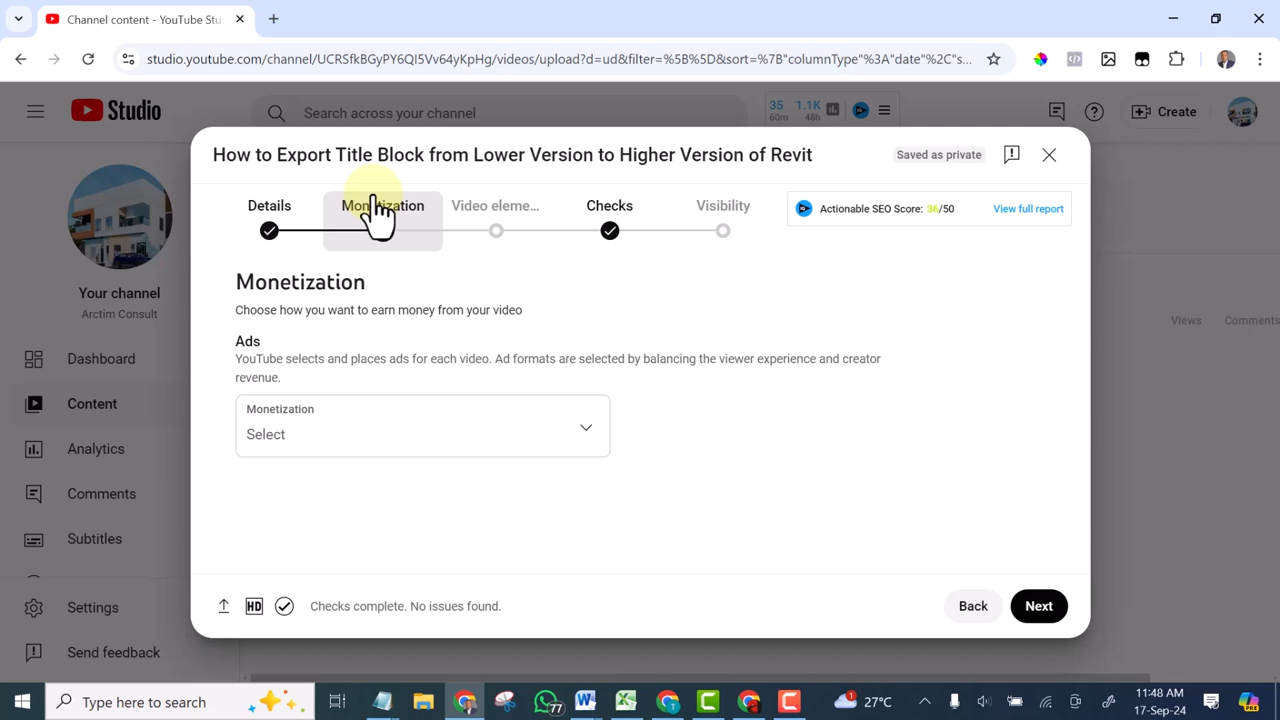 Channel content - YouTube Stu
studio.youtube.com/channel/UCRSfkBGyPY6QI5Vv64yKpHg/videos/upload?d=ud&filter=%5B%5D&sort=%7B"columnType"%3A"date"%2C"s...
Studio
Search across your channel
35 1.1K
60m 48h
Create
How to Export Title Block from Lower Version to Higher Version of Revit
Saved as private
Details
Monetization
Video eleme...
Checks
Visibility
Actionable SEO Score: 36/50
View full report
Monetization
Choose how you want to earn money from your video
Ads
YouTube selects and places ads for each video. Ad formats are selected by balancing the viewer experience and creator
revenue.
Monetization
Select
HD
Checks complete. No issues found.
Back
Next
Your channel
Arctim Consult
Dashboard
Content
Analytics
Comments
Subtitles
Settings
Send feedback
Views
Comments
Type here to search
77
1
27°C
11:48 AM
17-Sep-24
PRE